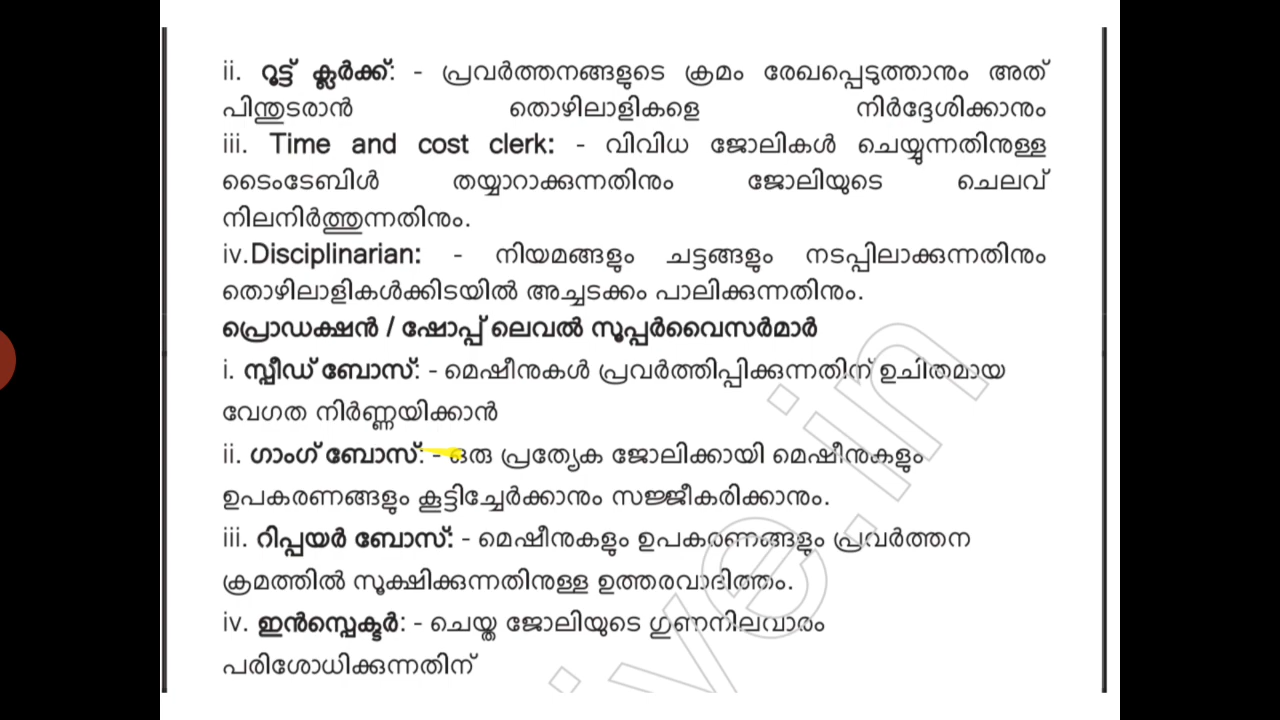 ii. റൂട്ട് ക്ലർക്ക്: - പ്രവർത്തനങ്ങളുടെ ക്രമം രേഖപ്പെടുത്താനും അത്
പിന്തുടരാൻ തൊഴിലാളികളെ നിർദ്ദേശിക്കാനും
iii. Time and cost clerk: - വിവിധ ജോലികൾ ചെയ്യുന്നതിനുള്ള
ടൈംടേബിൾ തയ്യാറാക്കുന്നതിനും ജോലിയുടെ ചെലവ്
നിലനിർത്തുന്നതിനും.
iv.Disciplinarian: - നിയമങ്ങളും ചട്ടങ്ങളും നടപ്പിലാക്കുന്നതിനും
തൊഴിലാളികൾക്കിടയിൽ അച്ചടക്കം പാലിക്കുന്നതിനും.
പ്രൊഡക്ഷൻ / ഷോപ്പ് ലെവൽ സൂപ്പർവൈസർമാർ
i. സ്പീഡ് ബോസ്: - മെഷീനുകൾ പ്രവർത്തിപ്പിക്കുന്നതിന് ഉചിതമായ
വേഗത നിർണ്ണയിക്കാൻ
ii. ഗാംഗ് ബോസ്: - ഒരു പ്രത്യേക ജോലിക്കായി മെഷീനുകളും
ഉപകരണങ്ങളും കൂട്ടിച്ചേർക്കാനും സജ്ജീകരിക്കാനും.
iii. റിപ്പയർ ബോസ്: - മെഷീനുകളും ഉപകരണങ്ങളും പ്രവർത്തന
ക്രമത്തിൽ സൂക്ഷിക്കുന്നതിനുള്ള ഉത്തരവാദിത്തം.
iv. ഇൻസ്പെക്ടർ: - ചെയ്ത ജോലിയുടെ ഗുണനിലവാരം
പരിശോധിക്കുന്നതിന്
ive.in